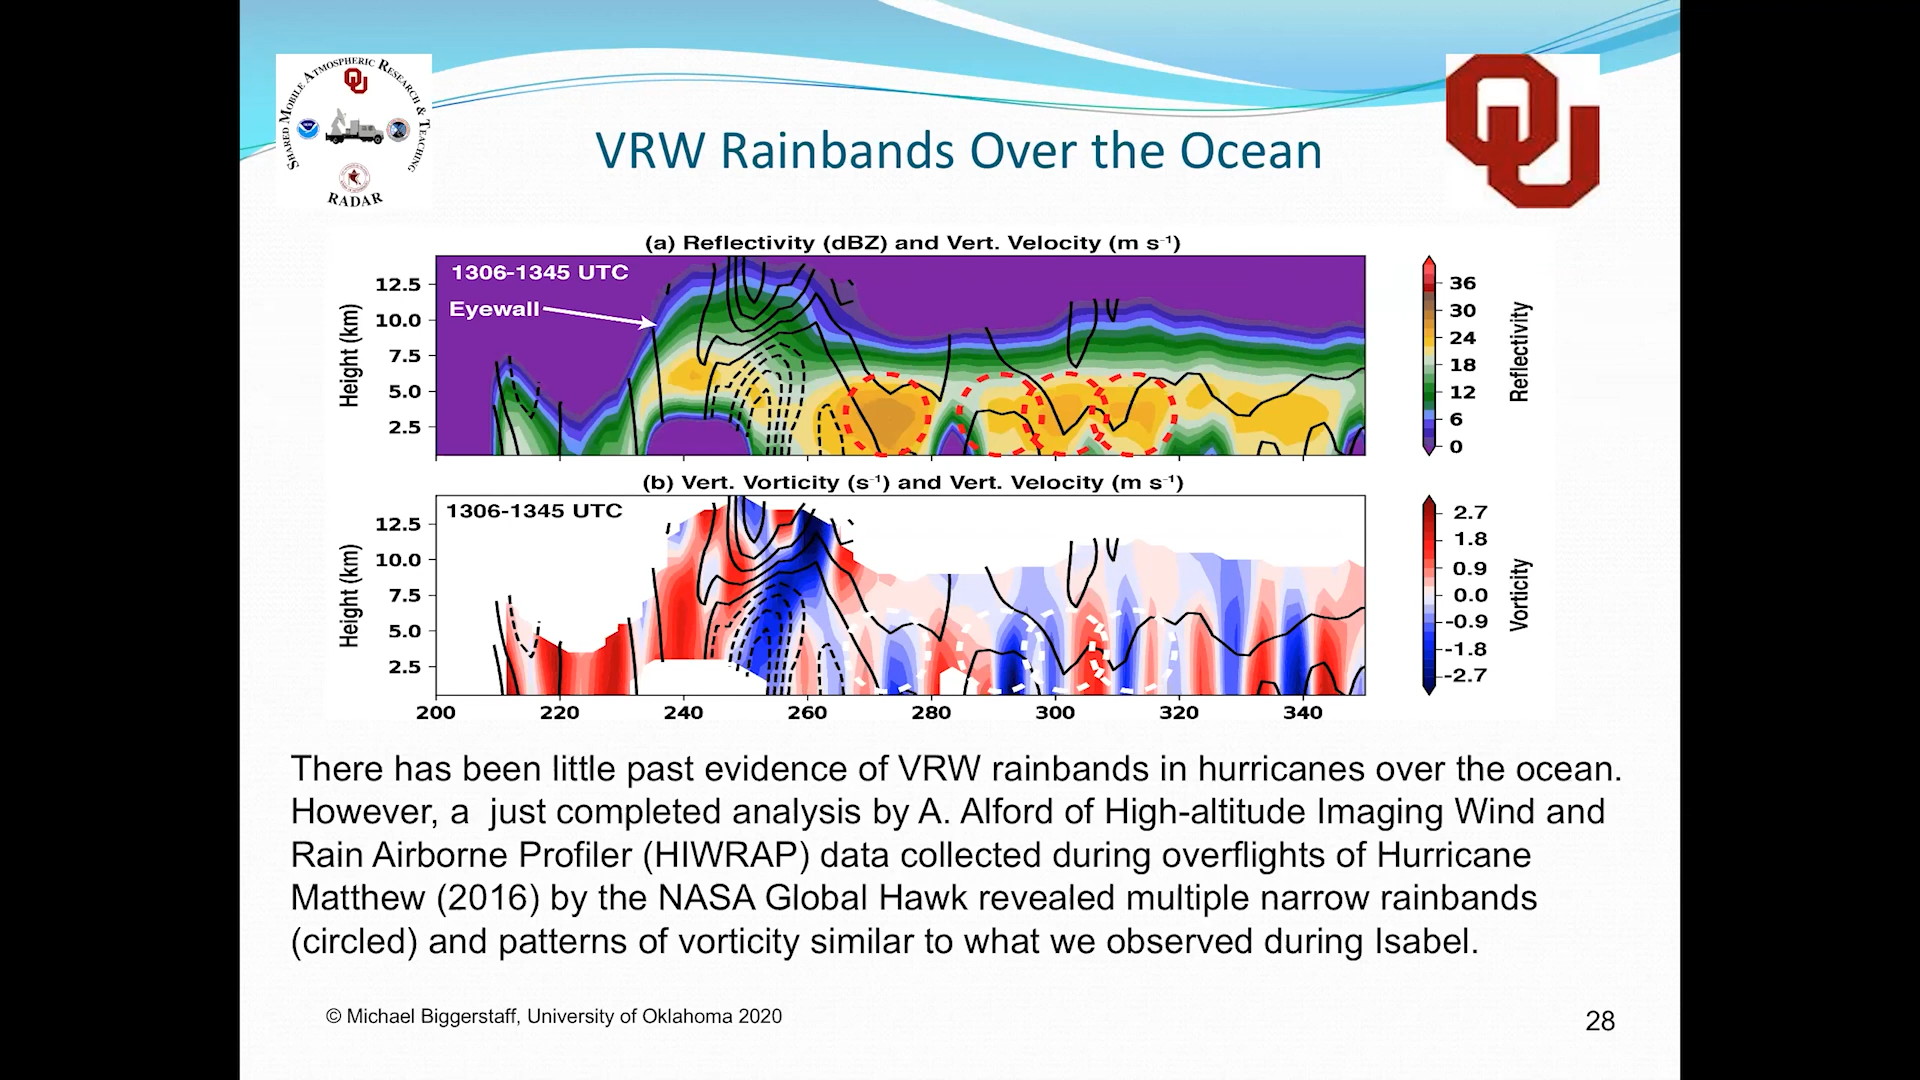 SHARED MOBILE ATMOSPHERIC RESEARCH & TEACHING
RADAR
VRW Rainbands Over the Ocean
(a) Reflectivity (dBZ) and Vert. Velocity (m s⁻¹)
1306-1345 UTC
Eyewall
Height (km)
12.5
10.0
7.5
5.0
2.5
36
30
24
18
12
6
0
Reflectivity
(b) Vert. Vorticity (s⁻¹) and Vert. Velocity (m s⁻¹)
1306-1345 UTC
Height (km)
12.5
10.0
7.5
5.0
2.5
200 220 240 260 280 300 320 340
2.7
1.8
0.9
0.0
-0.9
-1.8
-2.7
Vorticity
There has been little past evidence of VRW rainbands in hurricanes over the ocean.
However, a just completed analysis by A. Alford of High-altitude Imaging Wind and
Rain Airborne Profiler (HIWRAP) data collected during overflights of Hurricane
Matthew (2016) by the NASA Global Hawk revealed multiple narrow rainbands
(circled) and patterns of vorticity similar to what we observed during Isabel.
© Michael Biggerstaff, University of Oklahoma 2020
28